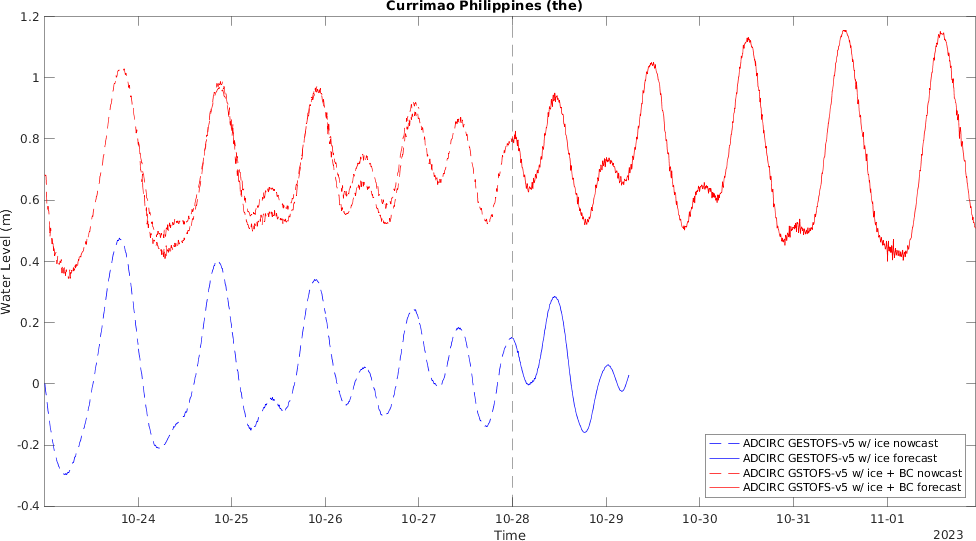 Currimao Philippines (the)
Water Level (m)
1.2
1
0.8
0.6
0.4
0.2
0
-0.2
-0.4
10-24 10-25 10-26 10-27 10-28 10-29 10-30 10-31 11-01
Time
2023
ADCIRC GESTOFS-v5 w/ ice nowcast
ADCIRC GESTOFS-v5 w/ ice forecast
ADCIRC GSTOFS-v5 w/ ice + BC nowcast
ADCIRC GSTOFS-v5 w/ ice + BC forecast